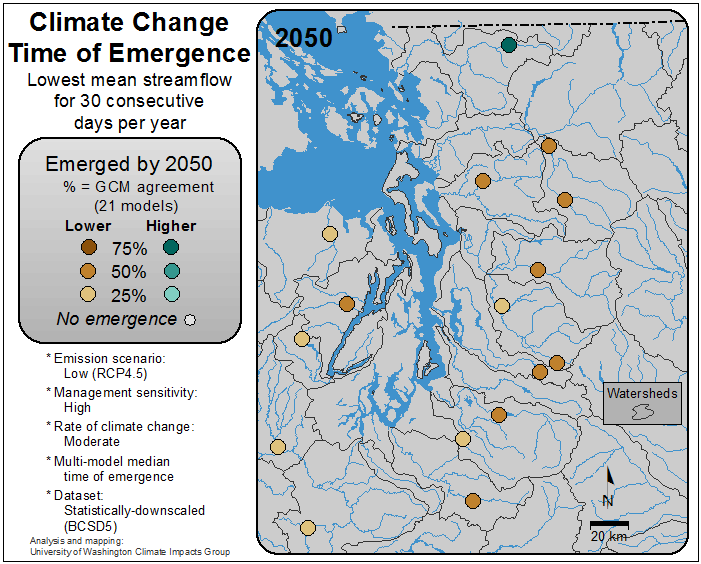 Climate Change
Time of Emergence
Lowest mean streamflow
for 30 consecutive
days per year
Emerged by 2050
% = GCM agreement
(21 models)
Lower Higher
75%
50%
25%
No emergence
* Emission scenario:
Low (RCP4.5)
* Management sensitivity:
High
* Rate of climate change:
Moderate
* Multi-model median
time of emergence
* Dataset:
Statistically-downscaled
(BCSD5)
Analysis and mapping:
University of Washington Climate Impacts Group
2050
Watersheds
N
20 km